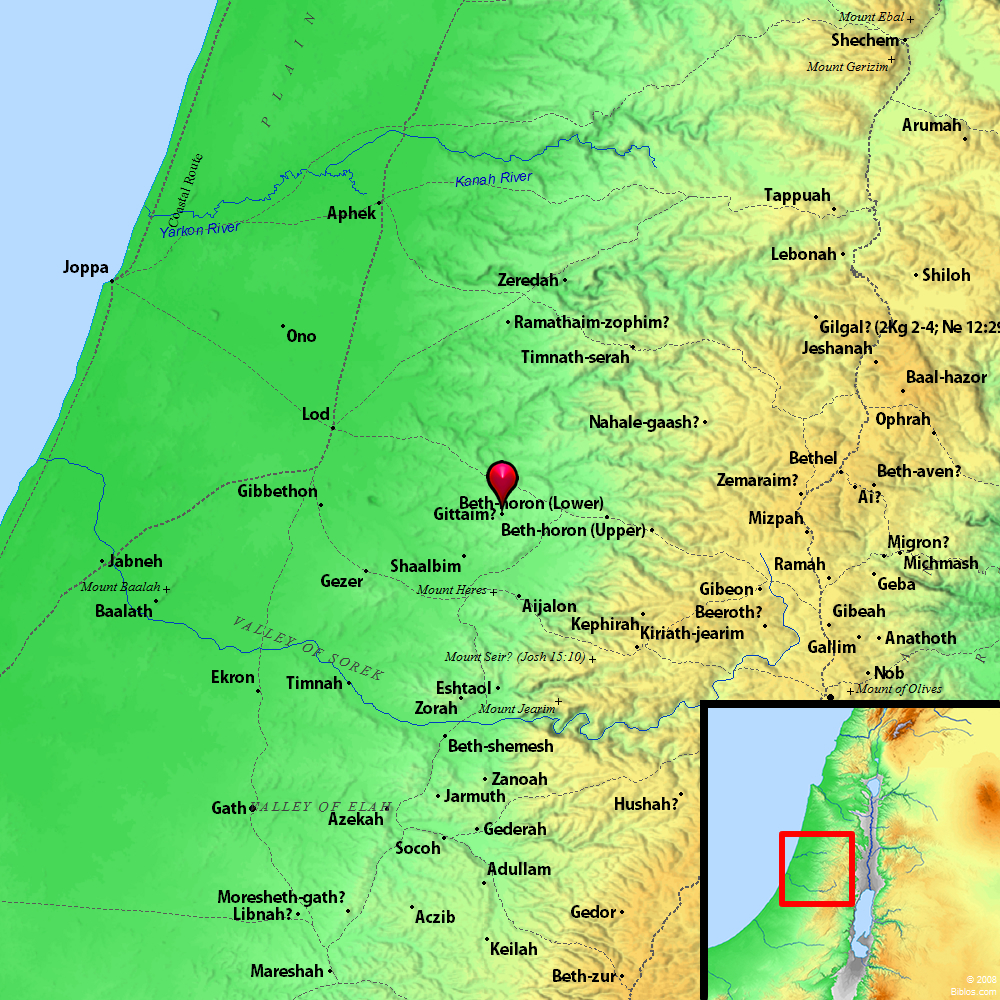 Mount Ebal
Shechem
Mount Gerizim
P L A I N
Arumah
Coastal Route
Kanah River
Tappuah
Aphek
Yarkon River
Lebonah
Joppa
Shiloh
Zeredah
Ramathaim-zophim?
Gilgal? (2Kg 2-4; Ne 12:29
Ono
Jeshanah
Timnath-serah
Baal-hazor
Lod
Ophrah
Nahale-gaash?
Bethel
Beth-aven?
Zemaraim?
Gibbethon
Ai?
Beth-horon (Lower)
Gittaim?
Mizpah
Beth-horon (Upper)
Migron?
Jabneh
Shaalbim
Ramah
Michmash
Gezer
Geba
Mount Baalah
Mount Heres
Gibeon
Baalath
Aijalon
Beeroth?
Gibeah
Kephirah
Kiriath-jearim
Anathoth
Gallim
R
VALLEY OF SOREK
Mount Seir? (Josh 15:10)
Ekron
Timnah
Eshtaol
Nob
Mount of Olives
Zorah
Mount Jearim
Beth-shemesh
Zanoah
Jarmuth
Hushah?
Gath
VALLEY OF ELAH
Azekah
Gederah
Socoh
Adullam
Moresheth-gath?
Libnah?
Aczib
Gedor
Keilah
Mareshah
Beth-zur
© 2008
Biblos.com